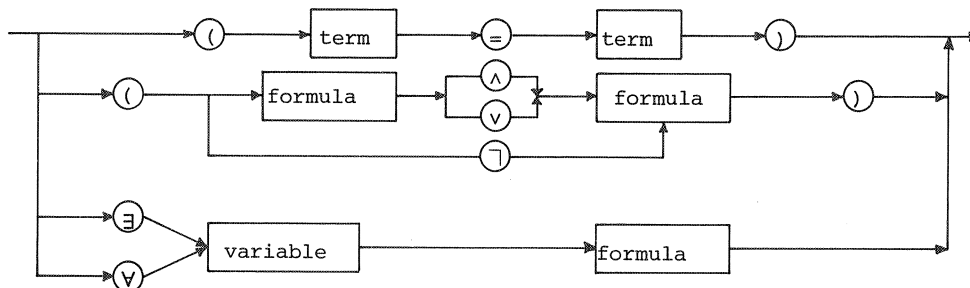 ( term = term )
) formula ∧ formula (
∨
¬
∃
variable formula
∀